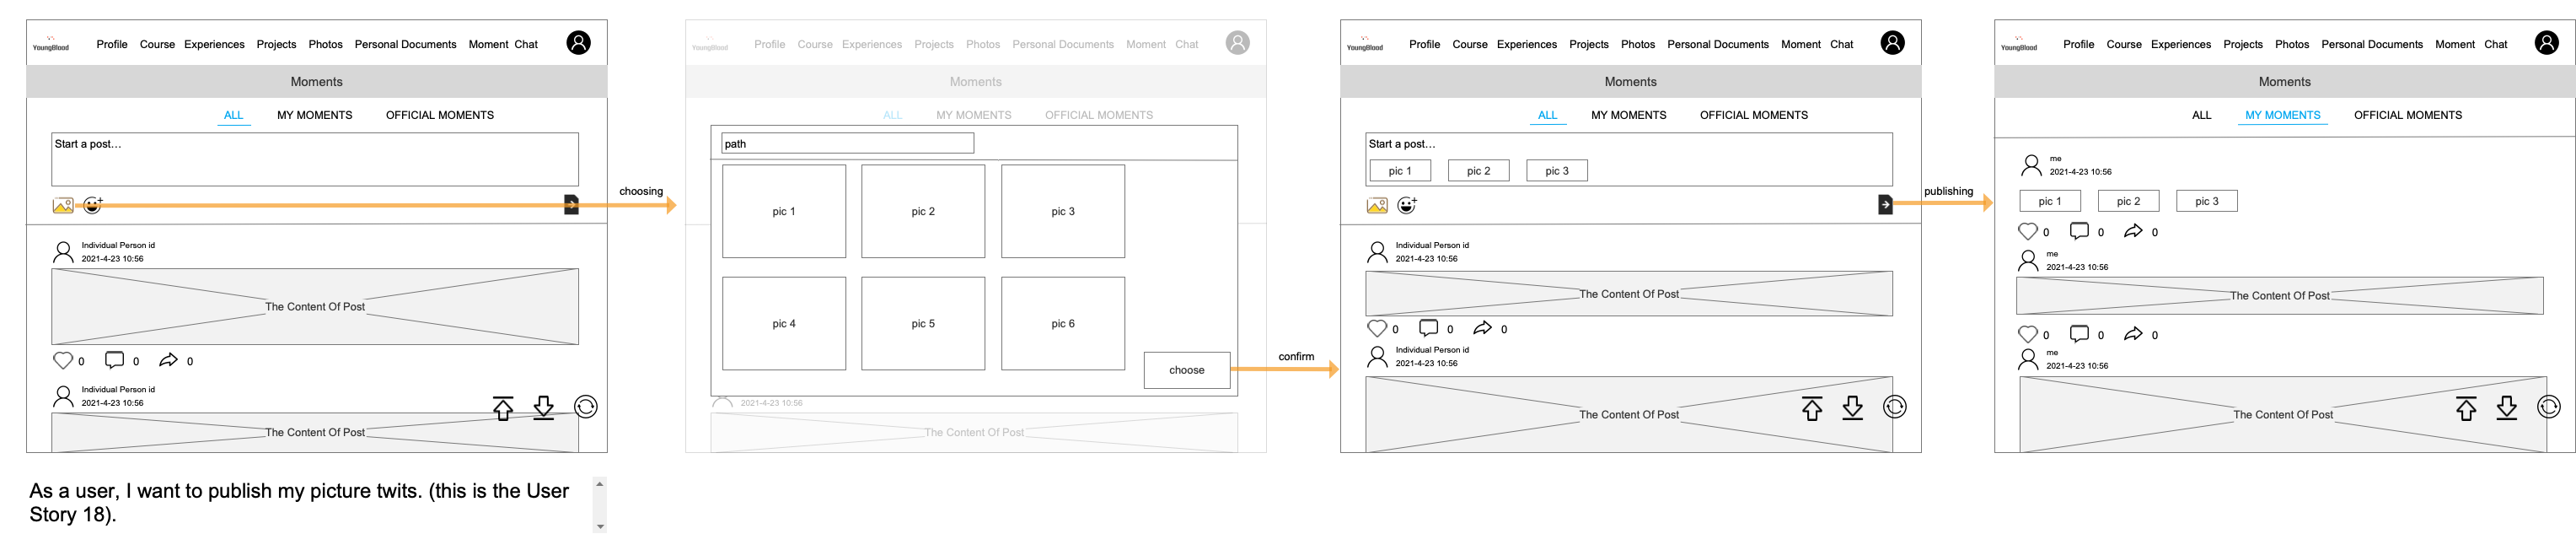 YoungBlood Profile Course Experiences Projects Photos Personal Documents Moment Chat
Moments
ALL MY MOMENTS OFFICIAL MOMENTS
Start a post...
Individual Person id
2021-4-23 10:56
The Content Of Post
0 0 0
Individual Person id
2021-4-23 10:56
The Content Of Post
choosing
YoungBlood Profile Course Experiences Projects Photos Personal Documents Moment Chat
Moments
ALL MY MOMENTS OFFICIAL MOMENTS
path
pic 1 pic 2 pic 3
pic 4 pic 5 pic 6
choose
2021-4-23 10:56
The Content Of Post
confirm
YoungBlood Profile Course Experiences Projects Photos Personal Documents Moment Chat
Moments
ALL MY MOMENTS OFFICIAL MOMENTS
Start a post...
pic 1 pic 2 pic 3
Individual Person id
2021-4-23 10:56
The Content Of Post
0 0 0
Individual Person id
2021-4-23 10:56
The Content Of Post
publishing
YoungBlood Profile Course Experiences Projects Photos Personal Documents Moment Chat
Moments
ALL MY MOMENTS OFFICIAL MOMENTS
me
2021-4-23 10:56
pic 1 pic 2 pic 3
0 0 0
me
2021-4-23 10:56
The Content Of Post
0 0 0
me
2021-4-23 10:56
The Content Of Post
As a user, I want to publish my picture twits. (this is the User
Story 18).